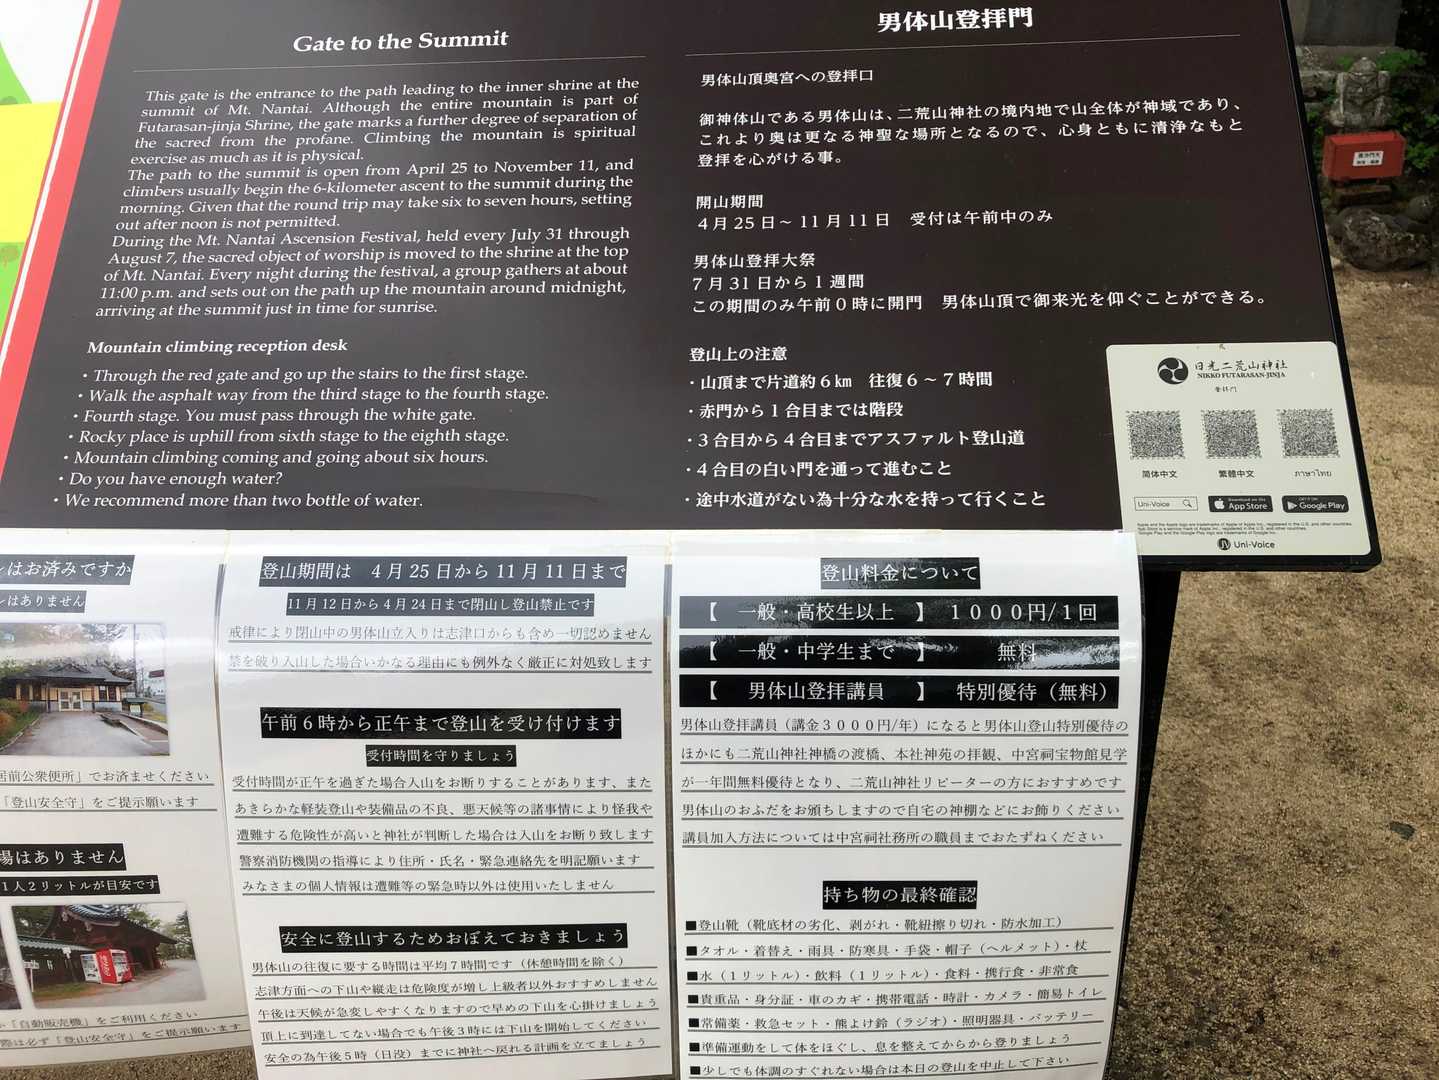 Gate to the Summit
This gate is the entrance to the path leading to the inner shrine at the
summit of Mt. Nantai. Although the entire mountain is part of
Futarasan-jinja Shrine, the gate marks a further degree of separation of
the sacred from the profane. Climbing the mountain is spiritual
exercise as much as it is physical.
The path to the summit is open from April 25 to November 11, and
climbers usually begin the 6-kilometer ascent to the summit during the
morning. Given that the round trip may take six to seven hours, setting
out after noon is not permitted.
During the Mt. Nantai Ascension Festival, held every July 31 through
August 7, the sacred object of worship is moved to the shrine at the top
of Mt. Nantai. Every night during the festival, a group gathers at about
11:00 p.m. and sets out on the path up the mountain around midnight,
arriving at the summit just in time for sunrise.
Mountain climbing reception desk
・Through the red gate and go up the stairs to the first stage.
・Walk the asphalt way from the third stage to the fourth stage.
・Fourth stage. You must pass through the white gate.
・Rocky place is uphill from sixth stage to the eighth stage.
・Mountain climbing coming and going about six hours.
・Do you have enough water?
・We recommend more than two bottle of water.
男体山登拝門
男体山頂奥宮への登拝口
御神体山である男体山は、二荒山神社の境内地で山全体が神域であり、
これより奥は更なる神聖な場所となるので、心身ともに清浄なもと
登拝を心がける事。
開山期間
4月25日～11月11日　受付は午前中のみ
男体山登拝大祭
7月31日から1週間
この期間のみ午前0時に開門　男体山頂で御来光を仰ぐことができる。
登山上の注意
・山頂まで片道約6㎞　往復6～7時間
・赤門から1合目までは階段
・3合目から4合目までアスファルト登山道
・4合目の白い門を通って進むこと
・途中水道がない為十分な水を持って行くこと
日光二荒山神社
NIKKO FUTARASAN-JINJA
登拝門
简体中文
繁體中文
ภาษาไทย
Uni-Voice
Download on the
App Store
GET IT ON
Google Play
Uni-Voice
レはお済みですか
レはありません
居前公衆便所」でお済ませください
「登山安全守」をご提示願います
場はありません
1人2リットルが目安です
「自動販売機」をご利用ください
際は必ず「登山安全守」をご提示願います
登山期間は　4月25日から11月11日まで
11月12日から4月24日まで閉山し登山禁止です
戒律により閉山中の男体山立入りは志津口からも含め一切認めません
禁を破り入山した場合いかなる理由にも例外なく厳正に対処致します
午前6時から正午まで登山を受け付けます
受付時間を守りましょう
受付時間が正午を過ぎた場合入山をお断りすることがあります、また
あきらかな軽装登山や装備品の不良、悪天候等の諸事情により怪我や
遭難する危険性が高いと神社が判断した場合は入山をお断り致します
警察消防機関の指導により住所・氏名・緊急連絡先を明記願います
みなさまの個人情報は遭難等の緊急時以外は使用いたしません
安全に登山するためおぼえておきましょう
男体山の往復に要する時間は平均7時間です（休憩時間を除く）
志津方面への下山や縦走は危険度が増し上級者以外おすすめしません
午後は天候が急変しやすくなりますので早めの下山を心掛けましょう
頂上に到達してない場合でも午後3時には下山を開始してください
安全の為午後5時（日没）までに神社へ戻れる計画を立てましょう
登山料金について
【　一般・高校生以上　】　1000円/1回
【　一般・中学生まで　】　無料
【　男体山登拝講員　】　特別優待（無料）
男体山登拝講員（講金3000円/年）になると男体山登山特別優待の
ほかにも二荒山神社神橋の渡橋、本社神苑の拝観、中宮祠宝物館見学
が一年間無料優待となり、二荒山神社リピーターの方におすすめです
男体山のおふだをお頒ちしますので自宅の神棚などにお飾りください
講員加入方法については中宮祠社務所の職員までおたずねください
持ち物の最終確認
■登山靴（靴底材の劣化、剥がれ・靴紐擦り切れ・防水加工）
■タオル・着替え・雨具・防寒具・手袋・帽子（ヘルメット）・杖
■水（1リットル）・飲料（1リットル）・食料・携行食・非常食
■貴重品・身分証・車のカギ・携帯電話・時計・カメラ・簡易トイレ
■常備薬・救急セット・熊よけ鈴（ラジオ）・照明器具・バッテリー
■準備運動をして体をほぐし、息を整えてからから登りましょう
■少しでも体調のすぐれない場合は本日の登山を中止して下さい